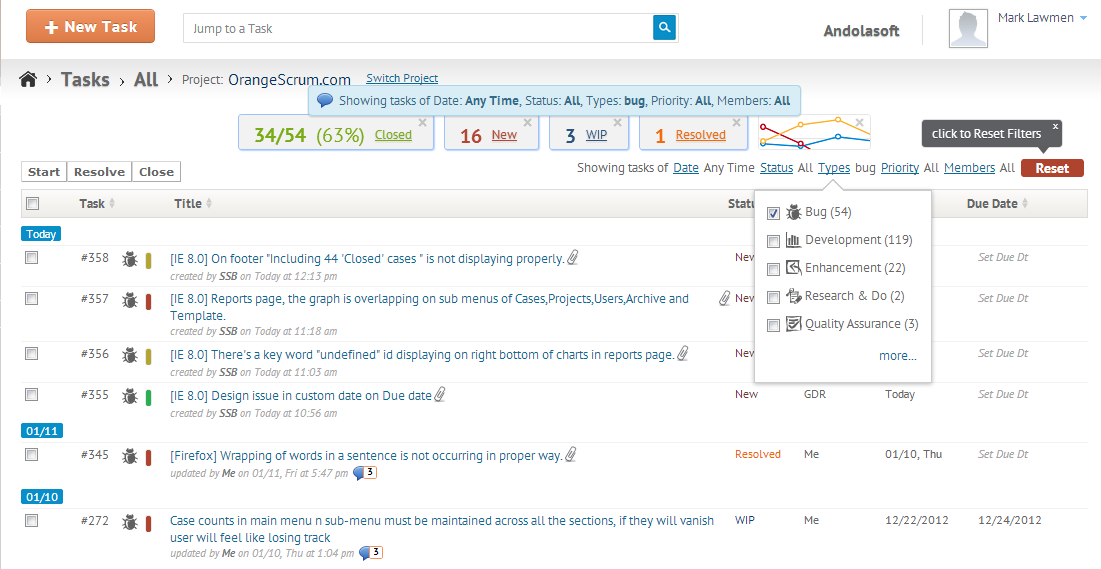 + New Task
Jump to a Task
Andolasoft
Mark Lawmen
Tasks › All › Project: OrangeScrum.com Switch Project
Showing tasks of Date: Any Time, Status: All, Types: bug, Priority: All, Members: All
34/54 (63%) Closed x
16 New x
3 WIP x
1 Resolved x
x
click to Reset Filters x
Start Resolve Close
Showing tasks of Date Any Time Status All Types bug Priority All Members All Reset
Task Title Statu Due Date
Bug (54)
Development (119)
Enhancement (22)
Research & Do (2)
Quality Assurance (3)
more...
Today
#358 [IE 8.0] On footer "Including 44 'Closed' cases " is not displaying properly. New Set Due Dt
created by SSB on Today at 12:13 pm
#357 [IE 8.0] Reports page, the graph is overlapping on sub menus of Cases,Projects,Users,Archive and New Set Due Dt
Template.
created by SSB on Today at 11:18 am
#356 [IE 8.0] There's a key word "undefined" id displaying on right bottom of charts in reports page. New Set Due Dt
created by SSB on Today at 11:03 am
#355 [IE 8.0] Design issue in custom date on Due date New GDR Today Set Due Dt
created by SSB on Today at 10:56 am
01/11
#345 [Firefox] Wrapping of words in a sentence is not occurring in proper way. Resolved Me 01/10, Thu Set Due Dt
updated by Me on 01/11, Fri at 5:47 pm 3
01/10
#272 Case counts in main menu n sub-menu must be maintained across all the sections, if they will vanish WIP Me 12/22/2012 12/24/2012
user will feel like losing track
updated by Me on 01/10, Thu at 1:04 pm 3